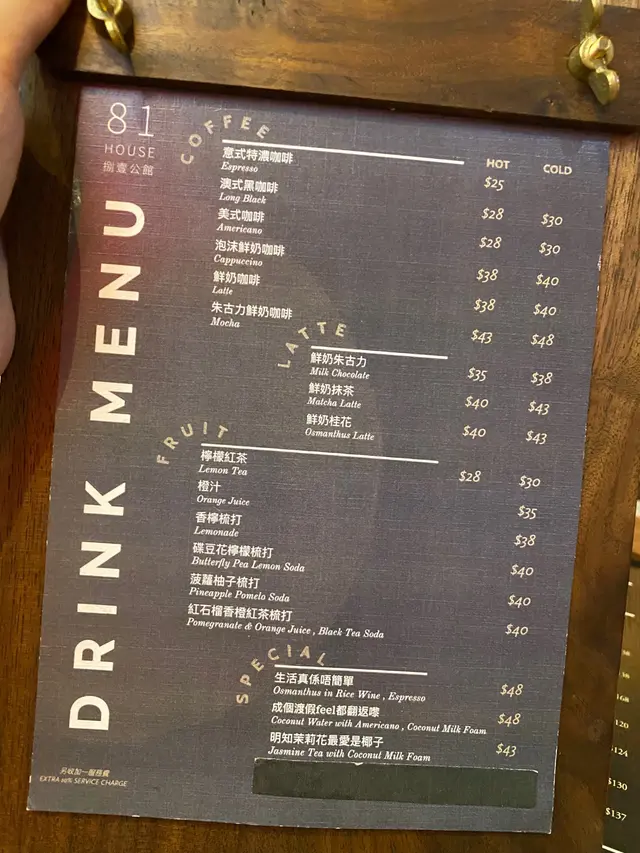 81
HOUSE
捌壹公館
DRINK MENU
COFFEE
HOT COLD
意式特濃咖啡
Espresso
$25
澳式黑咖啡
Long Black
$28 $30
美式咖啡
Americano
$28 $30
泡沫鮮奶咖啡
Cappuccino
$38 $40
鮮奶咖啡
Latte
$38 $40
朱古力鮮奶咖啡
Mocha
$43 $48
LATTE
鮮奶朱古力
Milk Chocolate
$35 $38
鮮奶抹茶
Matcha Latte
$40 $43
鮮奶桂花
Osmanthus Latte
$40 $43
FRUIT
檸檬紅茶
Lemon Tea
$28 $30
橙汁
Orange Juice
$35
香檸梳打
Lemonade
$38
碟豆花檸檬梳打
Butterfly Pea Lemon Soda
$40
菠蘿柚子梳打
Pineapple Pomelo Soda
$40
紅石榴香橙紅茶梳打
Pomegranate & Orange Juice , Black Tea Soda
$40
SPECIAL
生活真係唔簡單
Osmanthus in Rice Wine , Espresso
$48
成個渡假feel都翻返嚟
Coconut Water with Americano , Coconut Milk Foam
$48
明知茉莉花最愛是椰子
Jasmine Tea with Coconut Milk Foam
$43
另設加一服務費
EXTRA 10% SERVICE CHARGE
$130
$137